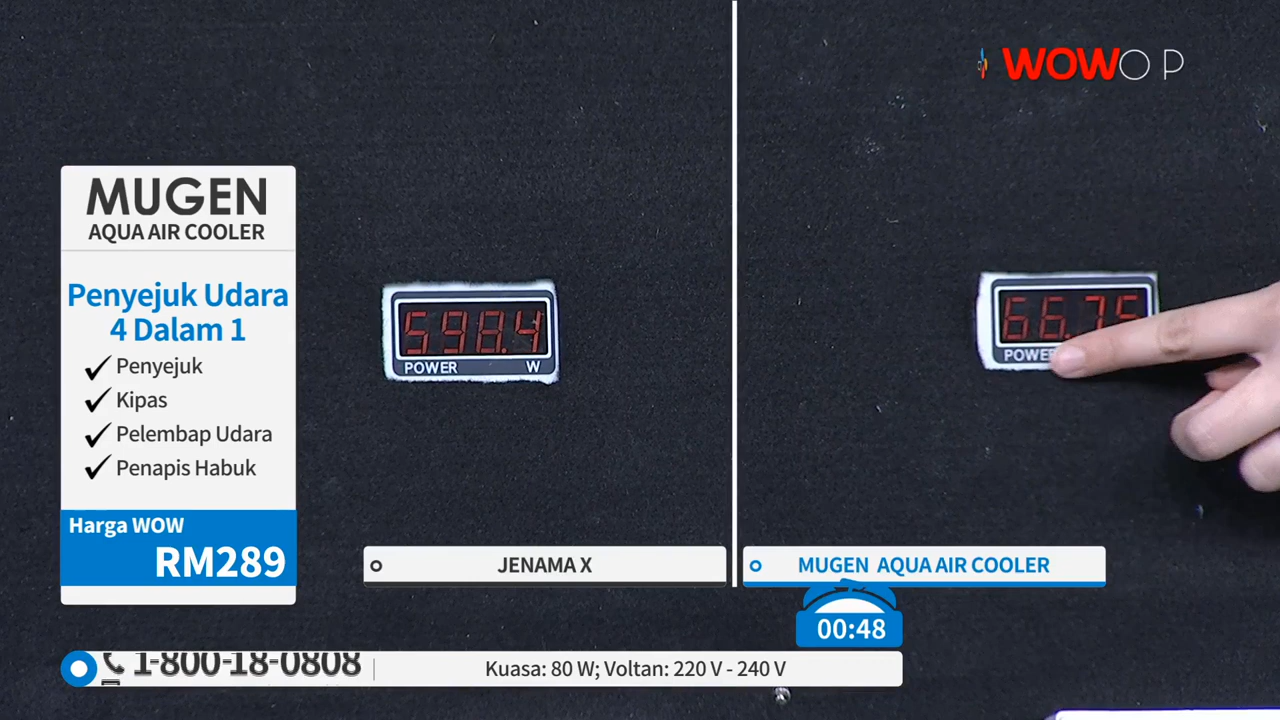 WOW O P
MUGEN
AQUA AIR COOLER
Penyejuk Udara
4 Dalam 1
Penyejuk
Kipas
Pelembap Udara
Penapis Habuk
Harga WOW
RM289
598.4
POWER W
66.75
POWER
JENAMA X
MUGEN AQUA AIR COOLER
00:48
1-800-18-0808
Kuasa: 80 W; Voltan: 220 V - 240 V